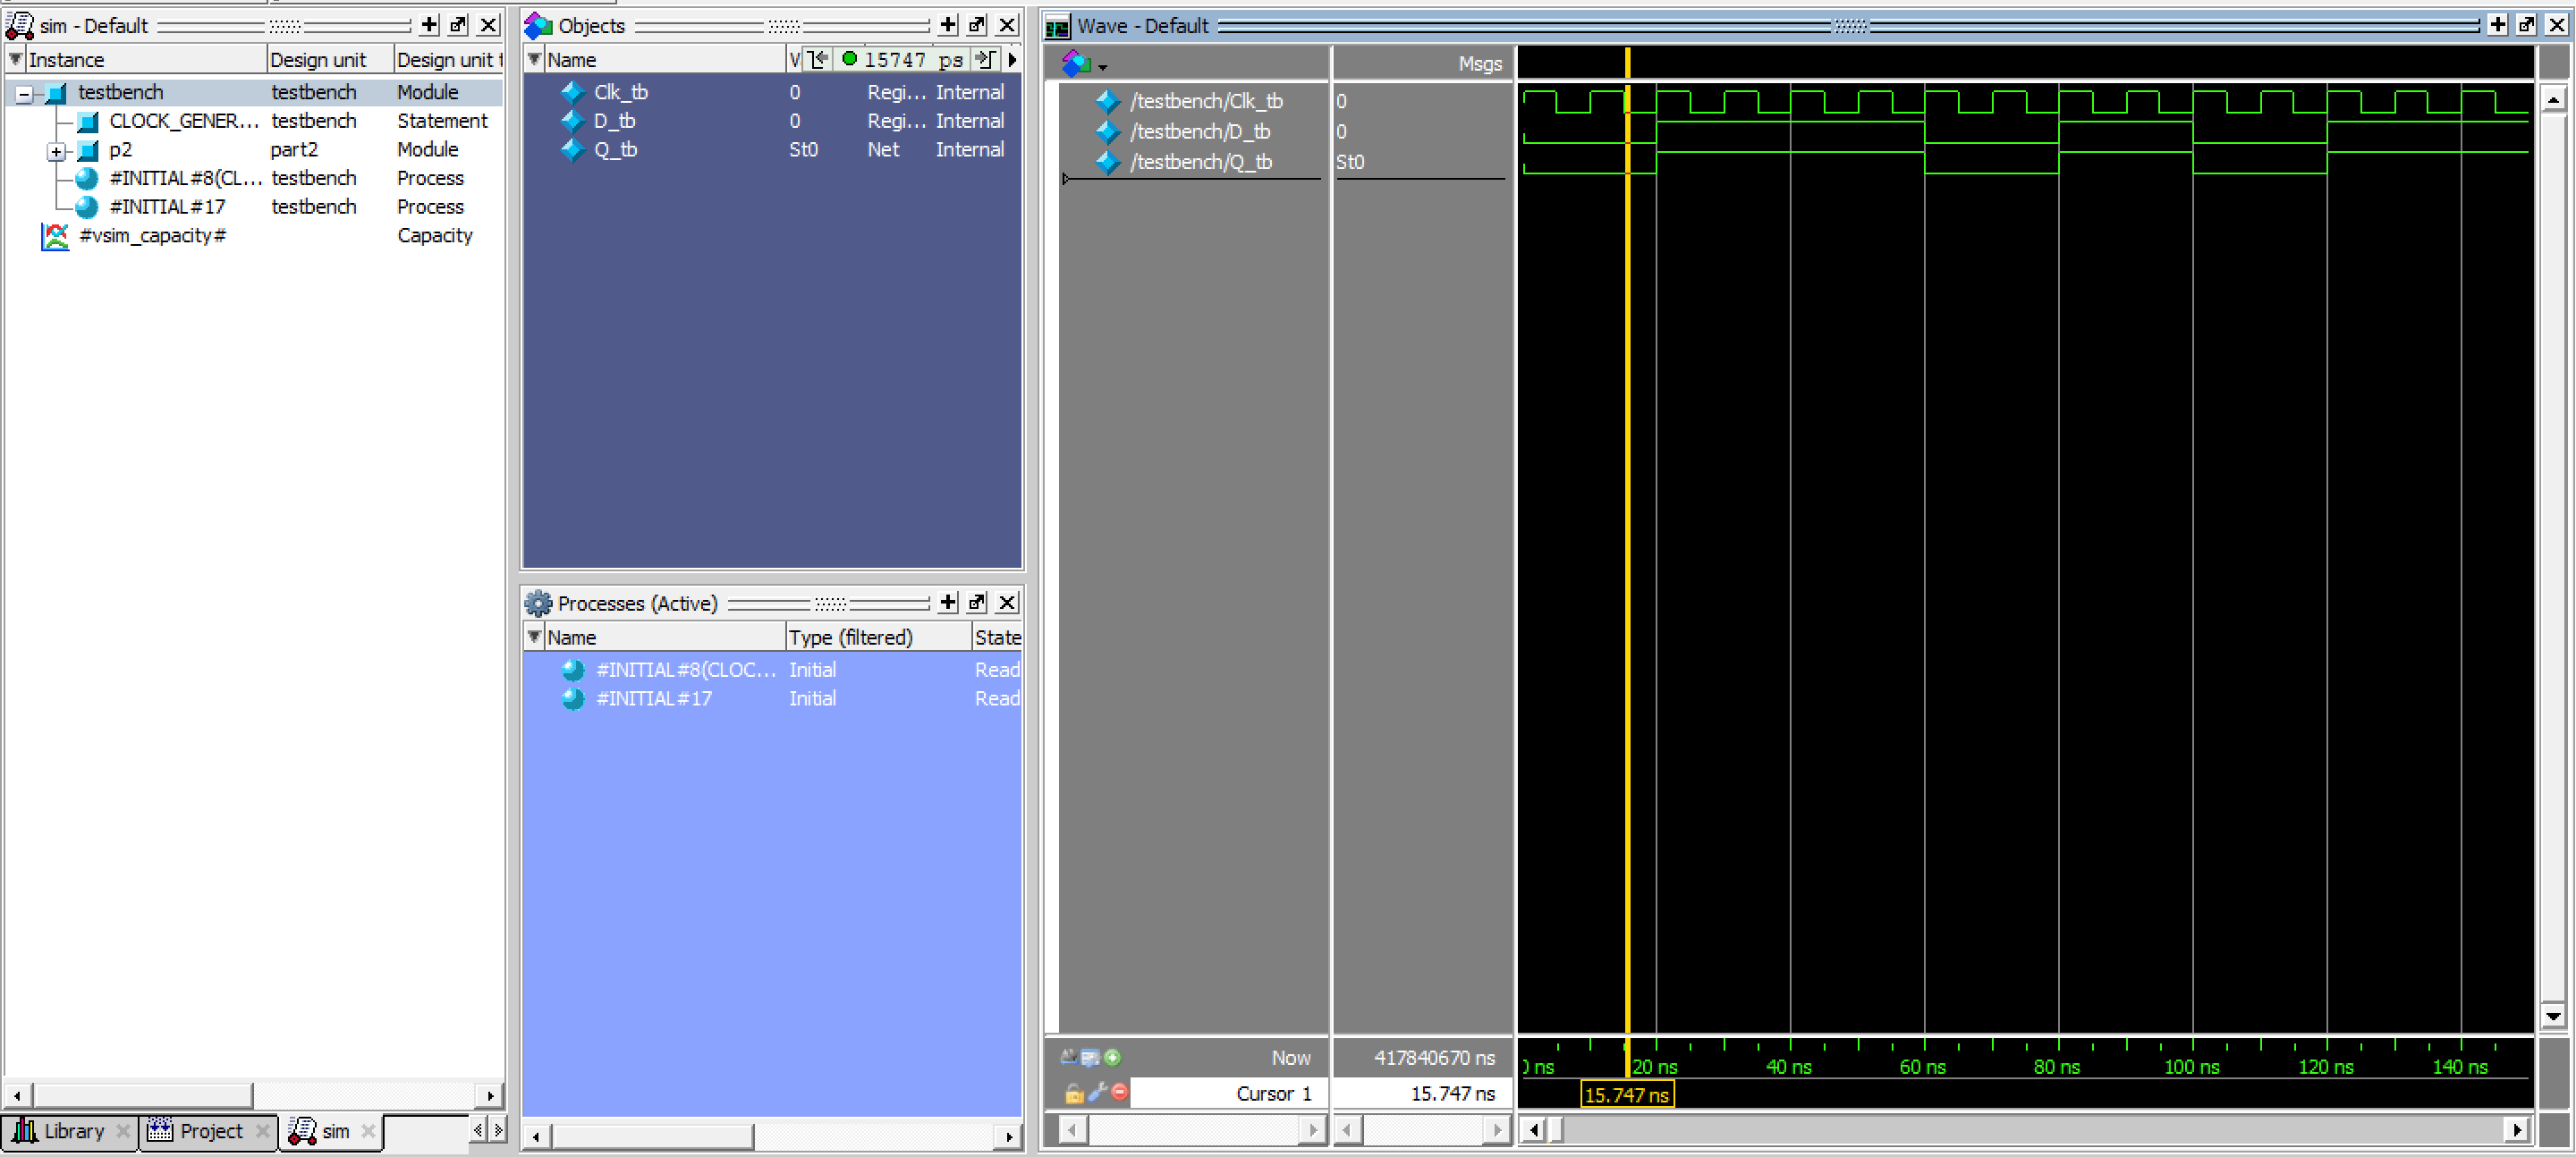 sim - Default
Instance Design unit Design unit t
testbench testbench Module
CLOCK_GENER... testbench Statement
p2 part2 Module
#INITIAL#8(CL... testbench Process
#INITIAL#17 testbench Process
#vsim_capacity# Capacity
Library Project sim
Objects
Name V 15747 ps
Clk_tb 0 Regi... Internal
D_tb 0 Regi... Internal
Q_tb St0 Net Internal
Processes (Active)
Name Type (filtered) State
#INITIAL#8(CLOC... Initial Read
#INITIAL#17 Initial Read
Wave - Default
Msgs
/testbench/Clk_tb 0
/testbench/D_tb 0
/testbench/Q_tb St0
Now 417840670 ns
Cursor 1 15.747 ns
0 ns 20 ns 40 ns 60 ns 80 ns 100 ns 120 ns 140 ns
15.747 ns